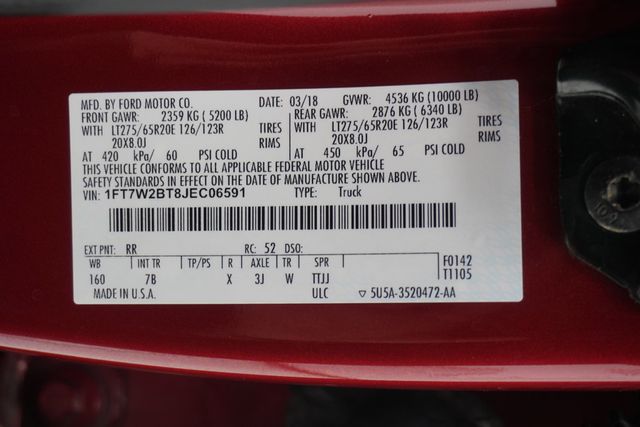 MFD. BY FORD MOTOR CO. DATE: 03/18 GVWR: 4536 KG (10000 LB)
FRONT GAWR: 2359 KG (5200 LB) REAR GAWR: 2876 KG (6340 LB)
WITH LT275/65R20E 126/123R TIRES WITH LT275/65R20E 126/123R TIRES
20X8.0J RIMS 20X8.0J RIMS
AT 420 kPa/ 60 PSI COLD AT 450 kPa/ 65 PSI COLD
THIS VEHICLE CONFORMS TO ALL APPLICABLE FEDERAL MOTOR VEHICLE
SAFETY STANDARDS IN EFFECT ON THE DATE OF MANUFACTURE SHOWN ABOVE.
VIN: 1FT7W2BT8JEC06591 TYPE: Truck
EXT PNT: RR RC: 52 DSO:
WB INT TR TP/PS R AXLE TR SPR F0142
160 7B X 3J W TTJJ T1105
MADE IN U.S.A. ULC ▽ 5U5A-3520472-AA
109